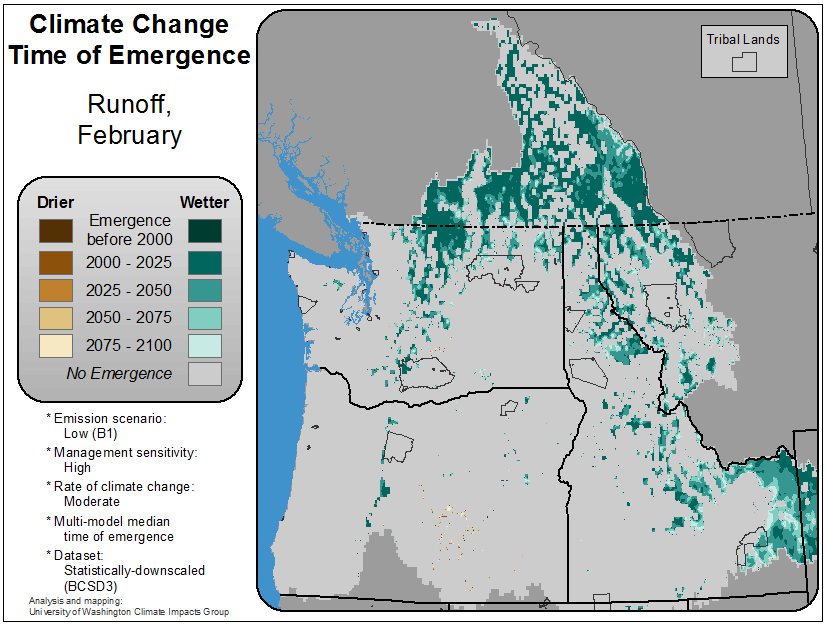 Climate Change
Time of Emergence
Runoff,
February
Drier Wetter
Emergence
before 2000
2000 - 2025
2025 - 2050
2050 - 2075
2075 - 2100
No Emergence
* Emission scenario:
Low (B1)
* Management sensitivity:
High
* Rate of climate change:
Moderate
* Multi-model median
time of emergence
* Dataset:
Statistically-downscaled
(BCSD3)
Analysis and mapping:
University of Washington Climate Impacts Group
Tribal Lands